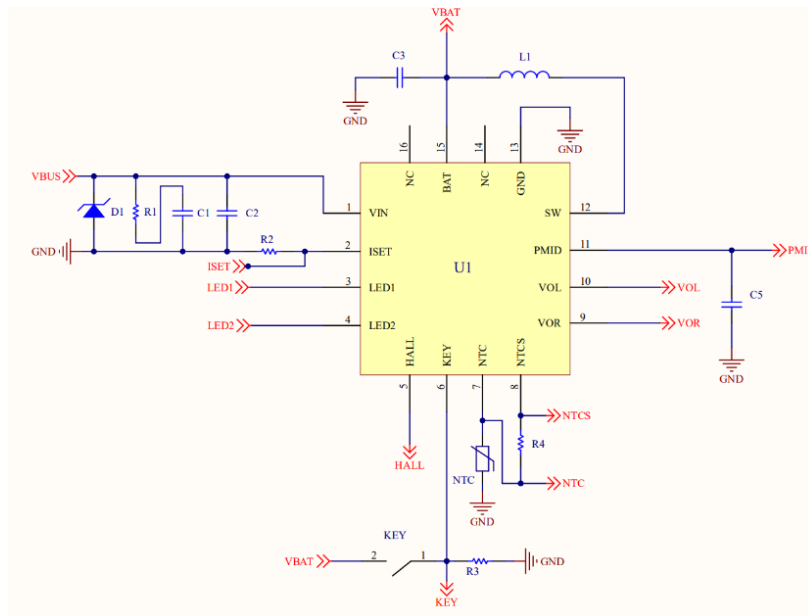 VBAT
C3
L1
GND
GND
16
15
14
13
NC
BAT
NC
GND
VBUS
D1
R1
C1
C2
1
VIN
SW
12
R2
2
ISET
PMID
11
PMI
GND
ISET
U1
LED1
3
LED1
VOL
10
VOL
C5
LED2
4
LED2
VOR
9
VOR
HALL
KEY
NTC
NTCS
GND
5
6
7
8
NTCS
R4
HALL
NTC
NTC
GND
KEY
VBAT
2
1
R3
GND
KEY